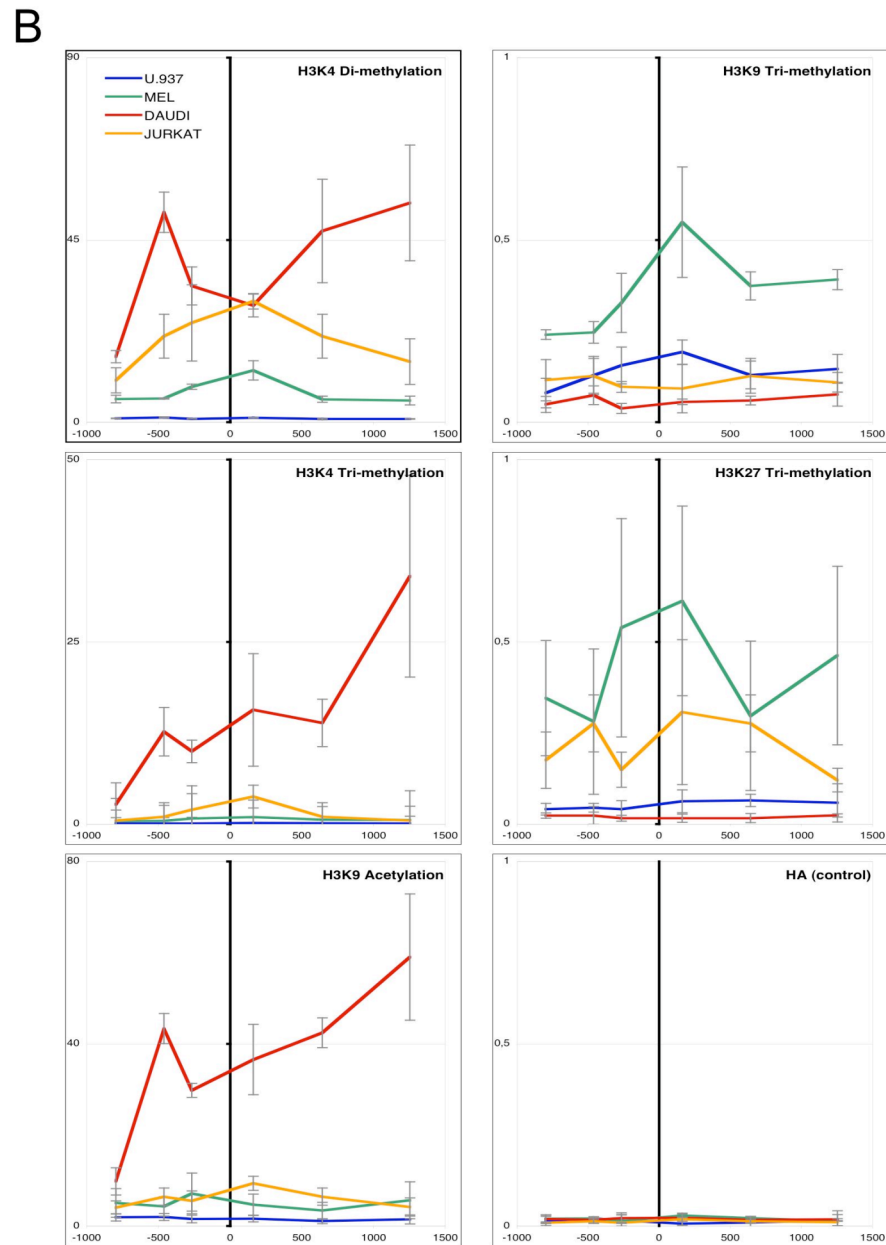 B
90
H3K4 Di-methylation
U.937
MEL
DAUDI
JURKAT
45
0
-1000 -500 0 500 1000 1500
1
H3K9 Tri-methylation
0,5
0
-1000 -500 0 500 1000 1500
50
H3K4 Tri-methylation
25
0
-1000 -500 0 500 1000 1500
1
H3K27 Tri-methylation
0,5
0
-1000 -500 0 500 1000 1500
80
H3K9 Acetylation
40
0
-1000 -500 0 500 1000 1500
1
HA (control)
0,5
0
-1000 -500 0 500 1000 1500